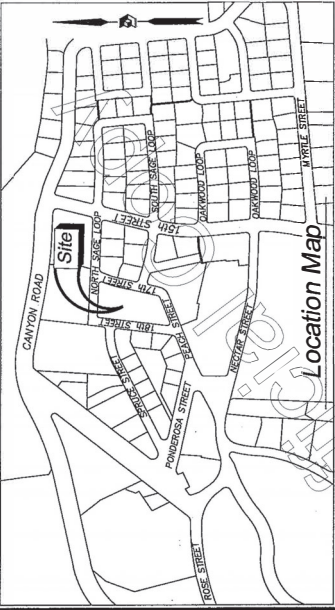 CANYON ROAD
Site
NORTH SAGE LOOP
15th STREET
SOUTH SAGE LOOP
17th STREET
18th STREET
SPRUCE STREET
PEACH STREET
OAKWOOD LOOP
OAKWOOD LOOP
MYRTLE STREET
NECTAR STREET
PONDEROSA STREET
ROSE STREET
Location Map